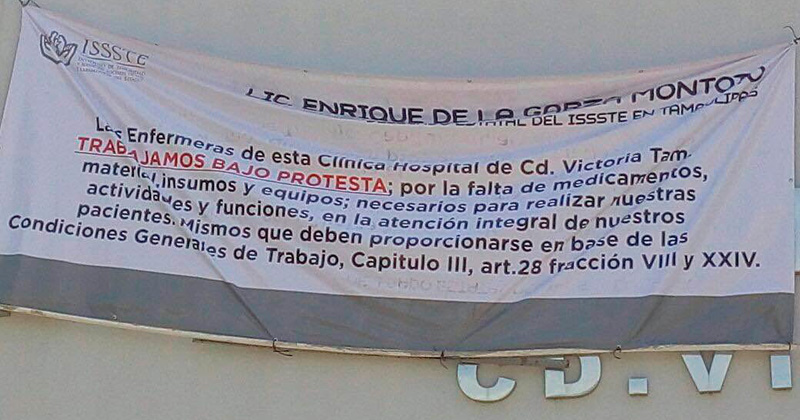 ISSSTE
LIC. ENRIQUE DE LA GARZA MONTO
DEL ISSSTE EN TAMAULIPAS
Las Enfermeras de esta Clínica Hospital de Cd. Victoria Tam.
TRABAJAMOS BAJO PROTESTA; por la falta de medicamentos,
material, insumos y equipos; necesarios para realizar nuestras
actividades y funciones, en la atención integral de nuestros
pacientes. Mismos que deben proporcionarse en base de las
Condiciones Generales de Trabajo, Capitulo III, art.28 fracción VIII y XXIV.
CD. VI